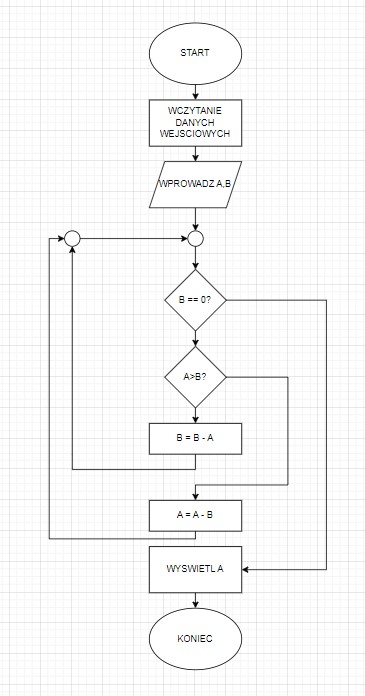 START
WCZYTANIE
DANYCH
WEJSCIOWYCH
WPROWADZ A,B
B == 0?
A>B?
B = B - A
A = A - B
WYSWIETL A
KONIEC